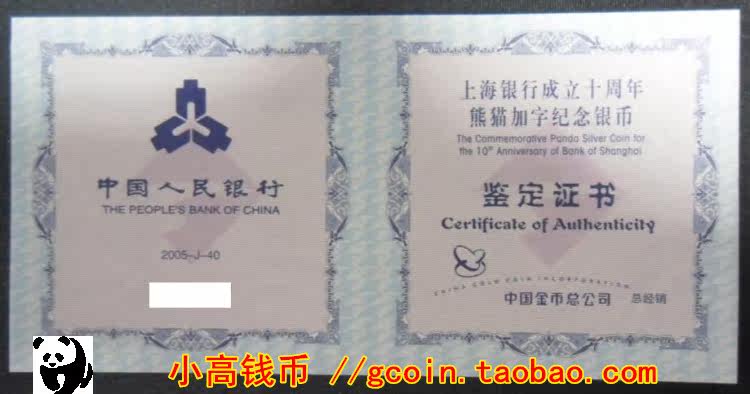 中国人民银行
THE PEOPLE'S BANK OF CHINA
2005-J-40
上海银行成立十周年
熊猫加字纪念银币
The Commemorative Panda Silver Coin for
the 10th Anniversary of Bank of Shanghai
鉴定证书
Certificate of Authenticity
CHINA GOLD COIN INCORPORATION
中国金币总公司 总经销
小高钱币 //gcoin.taobao.com